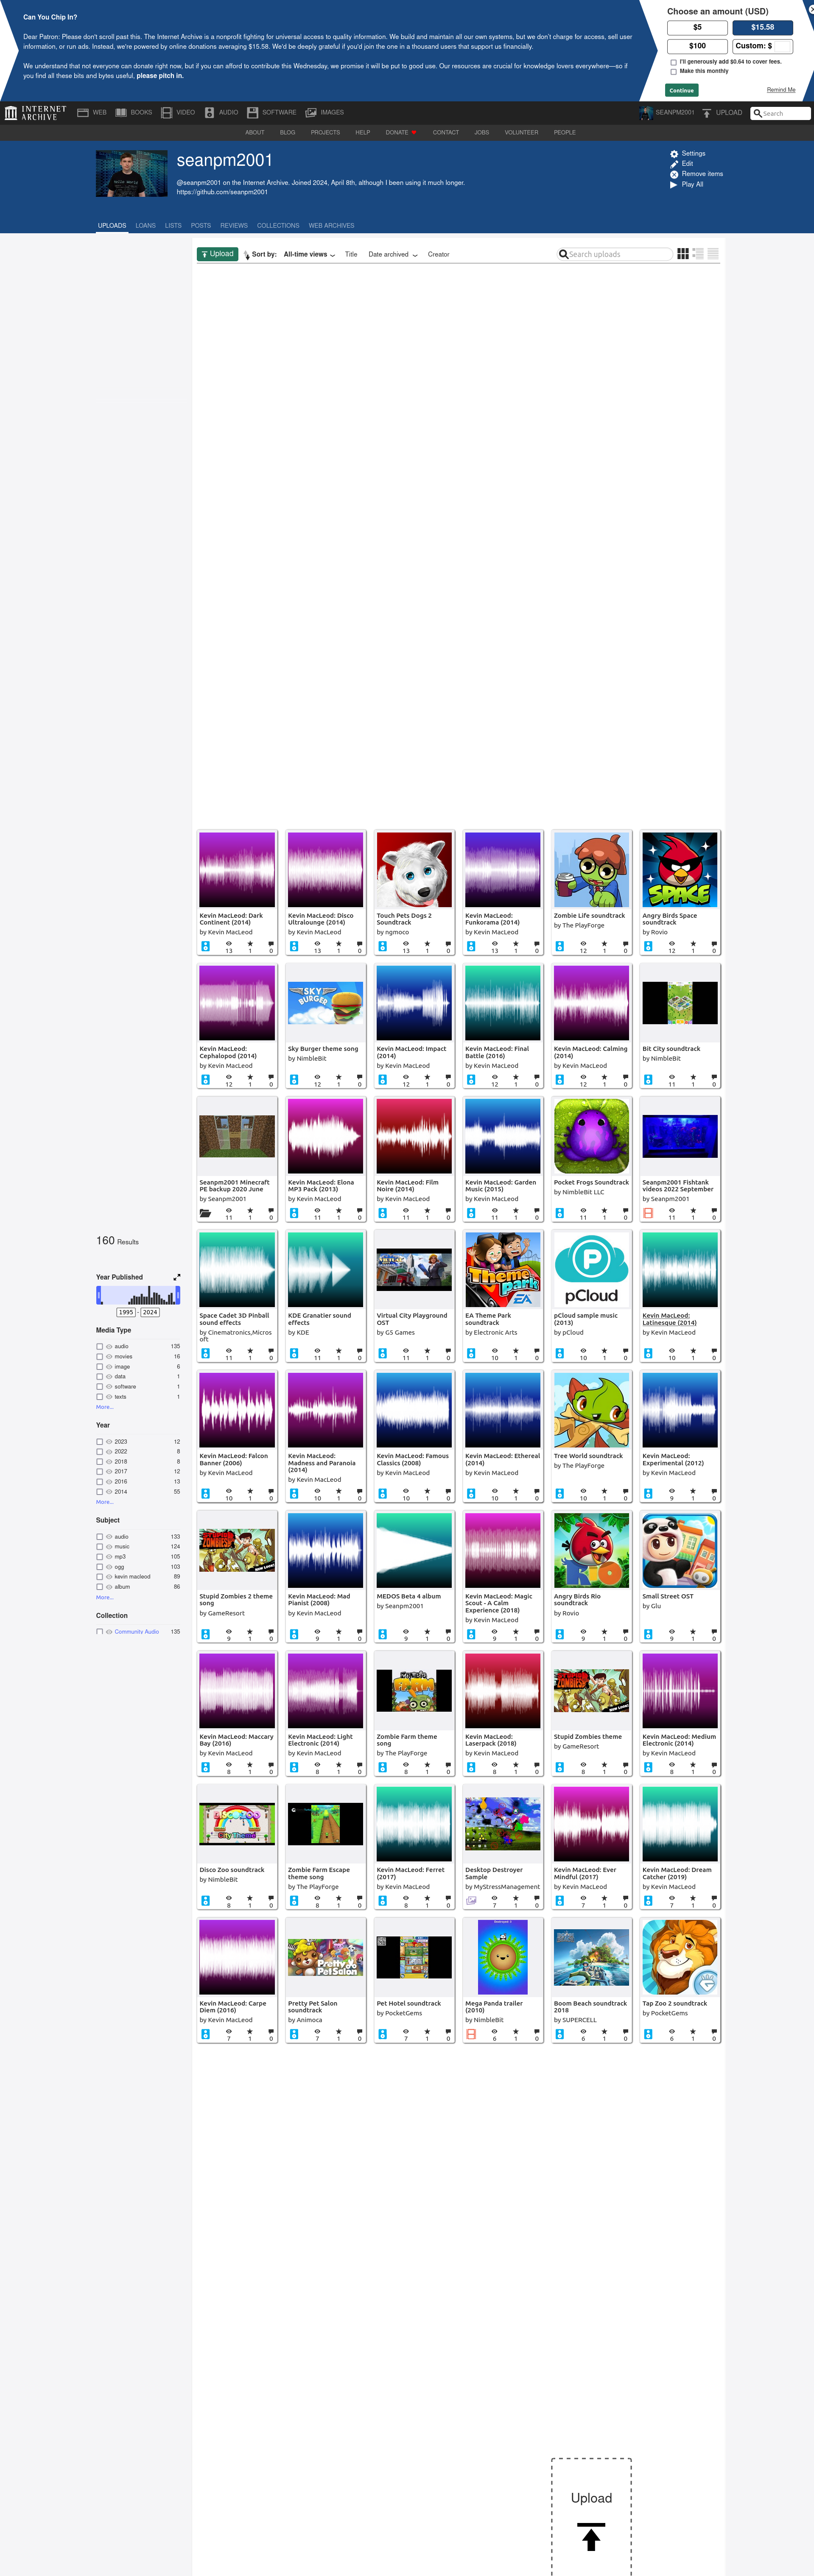 Can You Chip In?
Dear Patron: Please don't scroll past this. The Internet Archive is a nonprofit fighting for universal access to quality information. We build and maintain all our own systems, but we don't charge for access, sell user
information, or run ads. Instead, we're powered by online donations averaging $15.58. We'd be deeply grateful if you'd join the one in a thousand users that support us financially.
We understand that not everyone can donate right now, but if you can afford to contribute this Wednesday, we promise it will be put to good use. Our resources are crucial for knowledge lovers everywhere—so if
you find all these bits and bytes useful, please pitch in.
Choose an amount (USD)
$5 $15.58
$100 Custom: $
I'll generously add $0.64 to cover fees.
Make this monthly
Continue Remind Me
INTERNET ARCHIVE WEB BOOKS VIDEO AUDIO SOFTWARE IMAGES SEANPM2001 UPLOAD Search
ABOUT BLOG PROJECTS HELP DONATE CONTACT JOBS VOLUNTEER PEOPLE
seanpm2001
@seanpm2001 on the Internet Archive. Joined 2024, April 8th, although I been using it much longer.
https://github.com/seanpm2001
Settings
Edit
Remove items
Play All
UPLOADS LOANS LISTS POSTS REVIEWS COLLECTIONS WEB ARCHIVES
Upload Sort by: All-time views Title Date archived Creator Search uploads
160 Results
Year Published
1995 - 2024
Media Type
audio 135
movies 16
image 6
data 1
software 1
texts 1
More...
Year
2023 12
2022 8
2018 8
2017 12
2016 13
2014 55
More...
Subject
audio 133
music 124
mp3 105
ogg 103
kevin macleod 89
album 86
More...
Collection
Community Audio 135
Kevin MacLeod: Dark Continent (2014)
by Kevin MacLeod
13 1 0
Kevin MacLeod: Disco Ultralounge (2014)
by Kevin MacLeod
13 1 0
Touch Pets Dogs 2 Soundtrack
by ngmoco
13 1 0
Kevin MacLeod: Funkorama (2014)
by Kevin MacLeod
13 1 0
Zombie Life soundtrack
by The PlayForge
12 1 0
SPACE
Angry Birds Space soundtrack
by Rovio
12 1 0
Kevin MacLeod: Cephalopod (2014)
by Kevin MacLeod
12 1 0
SKY BURGER
Sky Burger theme song
by NimbleBit
12 1 0
Kevin MacLeod: Impact (2014)
by Kevin MacLeod
12 1 0
Kevin MacLeod: Final Battle (2016)
by Kevin MacLeod
12 1 0
Kevin MacLeod: Calming (2014)
by Kevin MacLeod
12 1 0
Bit City soundtrack
by NimbleBit
11 1 0
Seanpm2001 Minecraft PE backup 2020 June
by Seanpm2001
11 1 0
Kevin MacLeod: Elona MP3 Pack (2013)
by Kevin MacLeod
11 1 0
Kevin MacLeod: Film Noire (2014)
by Kevin MacLeod
11 1 0
Kevin MacLeod: Garden Music (2015)
by Kevin MacLeod
11 1 0
Pocket Frogs Soundtrack
by NimbleBit LLC
11 1 0
Seanpm2001 Fishtank videos 2022 September
by Seanpm2001
11 1 0
Space Cadet 3D Pinball sound effects
by Cinematronics,Microsoft
11 1 0
KDE Granatier sound effects
by KDE
11 1 0
Virtual City Playground OST
by G5 Games
11 1 0
Theme Park
EA
EA Theme Park soundtrack
by Electronic Arts
10 1 0
pCloud
pCloud sample music (2013)
by pCloud
10 1 0
Kevin MacLeod: Latinesque (2014)
by Kevin MacLeod
10 1 0
Kevin MacLeod: Falcon Banner (2006)
by Kevin MacLeod
10 1 0
Kevin MacLeod: Madness and Paranoia (2014)
by Kevin MacLeod
10 1 0
Kevin MacLeod: Famous Classics (2008)
by Kevin MacLeod
10 1 0
Kevin MacLeod: Ethereal (2014)
by Kevin MacLeod
10 1 0
Tree World soundtrack
by The PlayForge
10 1 0
Kevin MacLeod: Experimental (2012)
by Kevin MacLeod
9 1 0
Stupid Zombies 2 theme song
by GameResort
9 1 0
Kevin MacLeod: Mad Pianist (2008)
by Kevin MacLeod
9 1 0
MEDOS Beta 4 album
by Seanpm2001
9 1 0
Kevin MacLeod: Magic Scout - A Calm Experience (2018)
by Kevin MacLeod
9 1 0
RIO
Angry Birds Rio soundtrack
by Rovio
9 1 0
Small Street OST
by Glu
9 1 0
Kevin MacLeod: Maccary Bay (2016)
by Kevin MacLeod
8 1 0
Kevin MacLeod: Light Electronic (2014)
by Kevin MacLeod
8 1 0
Zombie Farm theme song
by The PlayForge
8 1 0
Kevin MacLeod: Laserpack (2018)
by Kevin MacLeod
8 1 0
Stupid Zombies theme
by GameResort
8 1 0
Kevin MacLeod: Medium Electronic (2014)
by Kevin MacLeod
8 1 0
DISCO ZOO
City Theme
Disco Zoo soundtrack
by NimbleBit
8 1 0
Zombie Farm Escape theme song
by The PlayForge
8 1 0
Kevin MacLeod: Ferret (2017)
by Kevin MacLeod
8 1 0
Desktop Destroyer Sample
by MyStressManagement
7 1 0
Kevin MacLeod: Ever Mindful (2017)
by Kevin MacLeod
7 1 0
Kevin MacLeod: Dream Catcher (2019)
by Kevin MacLeod
7 1 0
Kevin MacLeod: Carpe Diem (2016)
by Kevin MacLeod
7 1 0
Pretty Pet Salon
Pretty Pet Salon soundtrack
by Animoca
7 1 0
Pet Hotel soundtrack
by PocketGems
7 1 0
Mega Panda trailer (2010)
by NimbleBit
6 1 0
Boom Beach soundtrack 2018
by SUPERCELL
6 1 0
Tap Zoo 2 soundtrack
by PocketGems
6 1 0
Upload